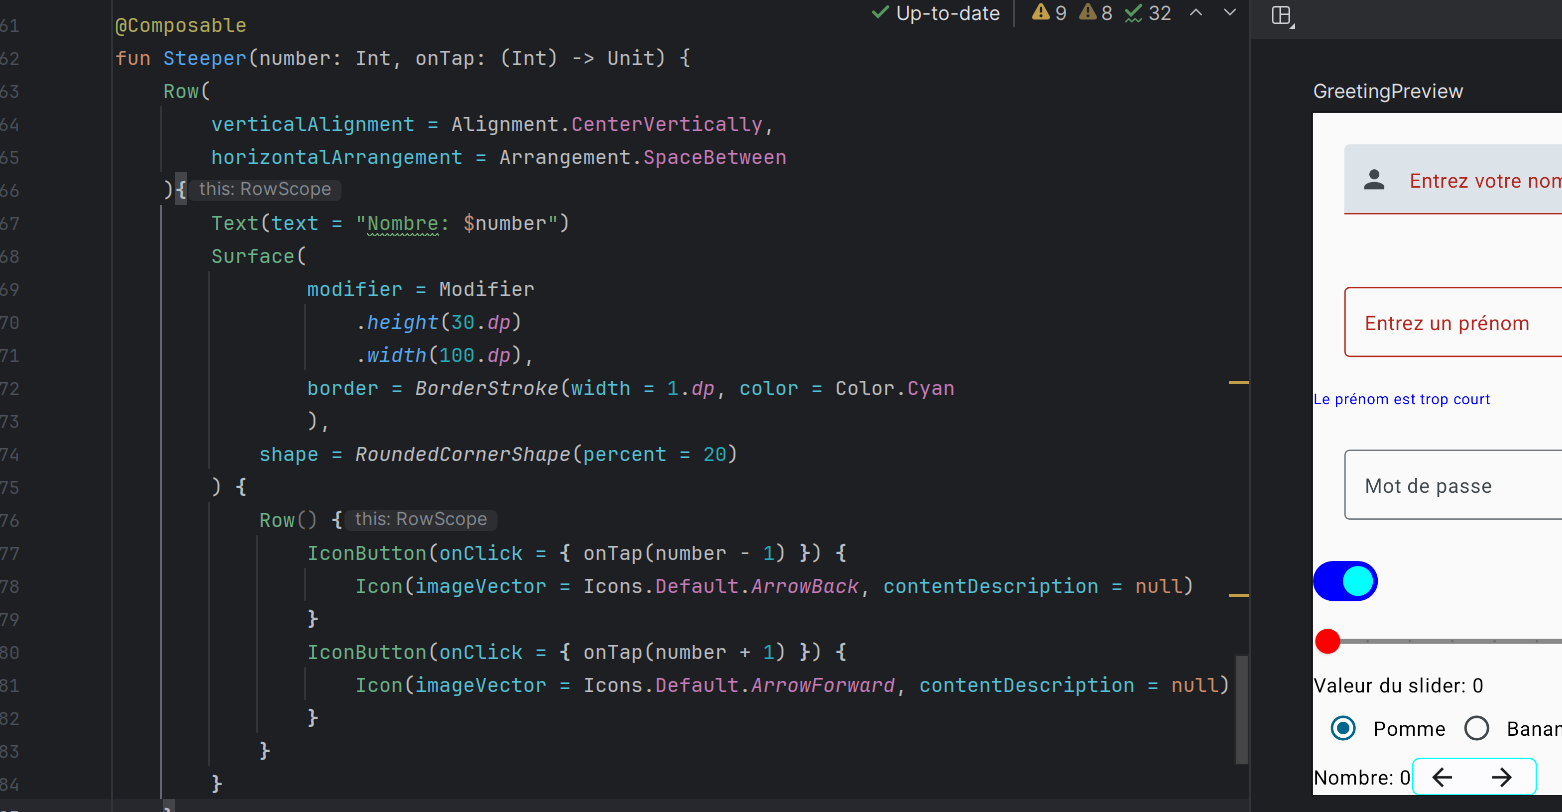 Up-to-date 9 8 32
61 @Composable
62 fun Steeper(number: Int, onTap: (Int) -> Unit) {
63 Row(
64 verticalAlignment = Alignment.CenterVertically,
65 horizontalArrangement = Arrangement.SpaceBetween
66 ){ this: RowScope
67 Text(text = "Nombre: $number")
68 Surface(
69 modifier = Modifier
70 .height(30.dp)
71 .width(100.dp),
72 border = BorderStroke(width = 1.dp, color = Color.Cyan
73 ),
74 shape = RoundedCornerShape(percent = 20)
75 ) {
76 Row() { this: RowScope
77 IconButton(onClick = { onTap(number - 1) }) {
78 Icon(imageVector = Icons.Default.ArrowBack, contentDescription = null)
79 }
80 IconButton(onClick = { onTap(number + 1) }) {
81 Icon(imageVector = Icons.Default.ArrowForward, contentDescription = null)
82 }
83 }
84 }
GreetingPreview
Entrez votre nom
Entrez un prénom
Le prénom est trop court
Mot de passe
Valeur du slider: 0
Pomme Banan
Nombre: 0